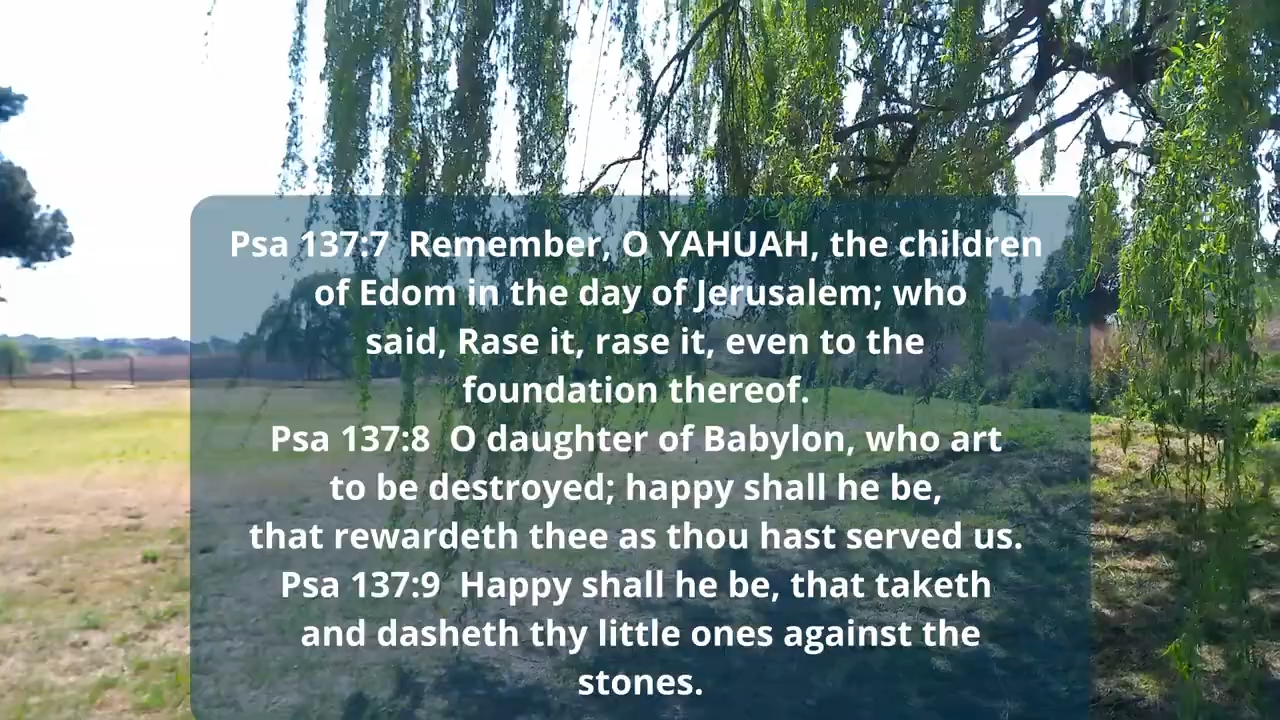 Psa 137:7  Remember, O YAHUAH, the children
of Edom in the day of Jerusalem; who
said, Rase it, rase it, even to the
foundation thereof.
Psa 137:8  O daughter of Babylon, who art
to be destroyed; happy shall he be,
that rewardeth thee as thou hast served us.
Psa 137:9  Happy shall he be, that taketh
and dasheth thy little ones against the
stones.